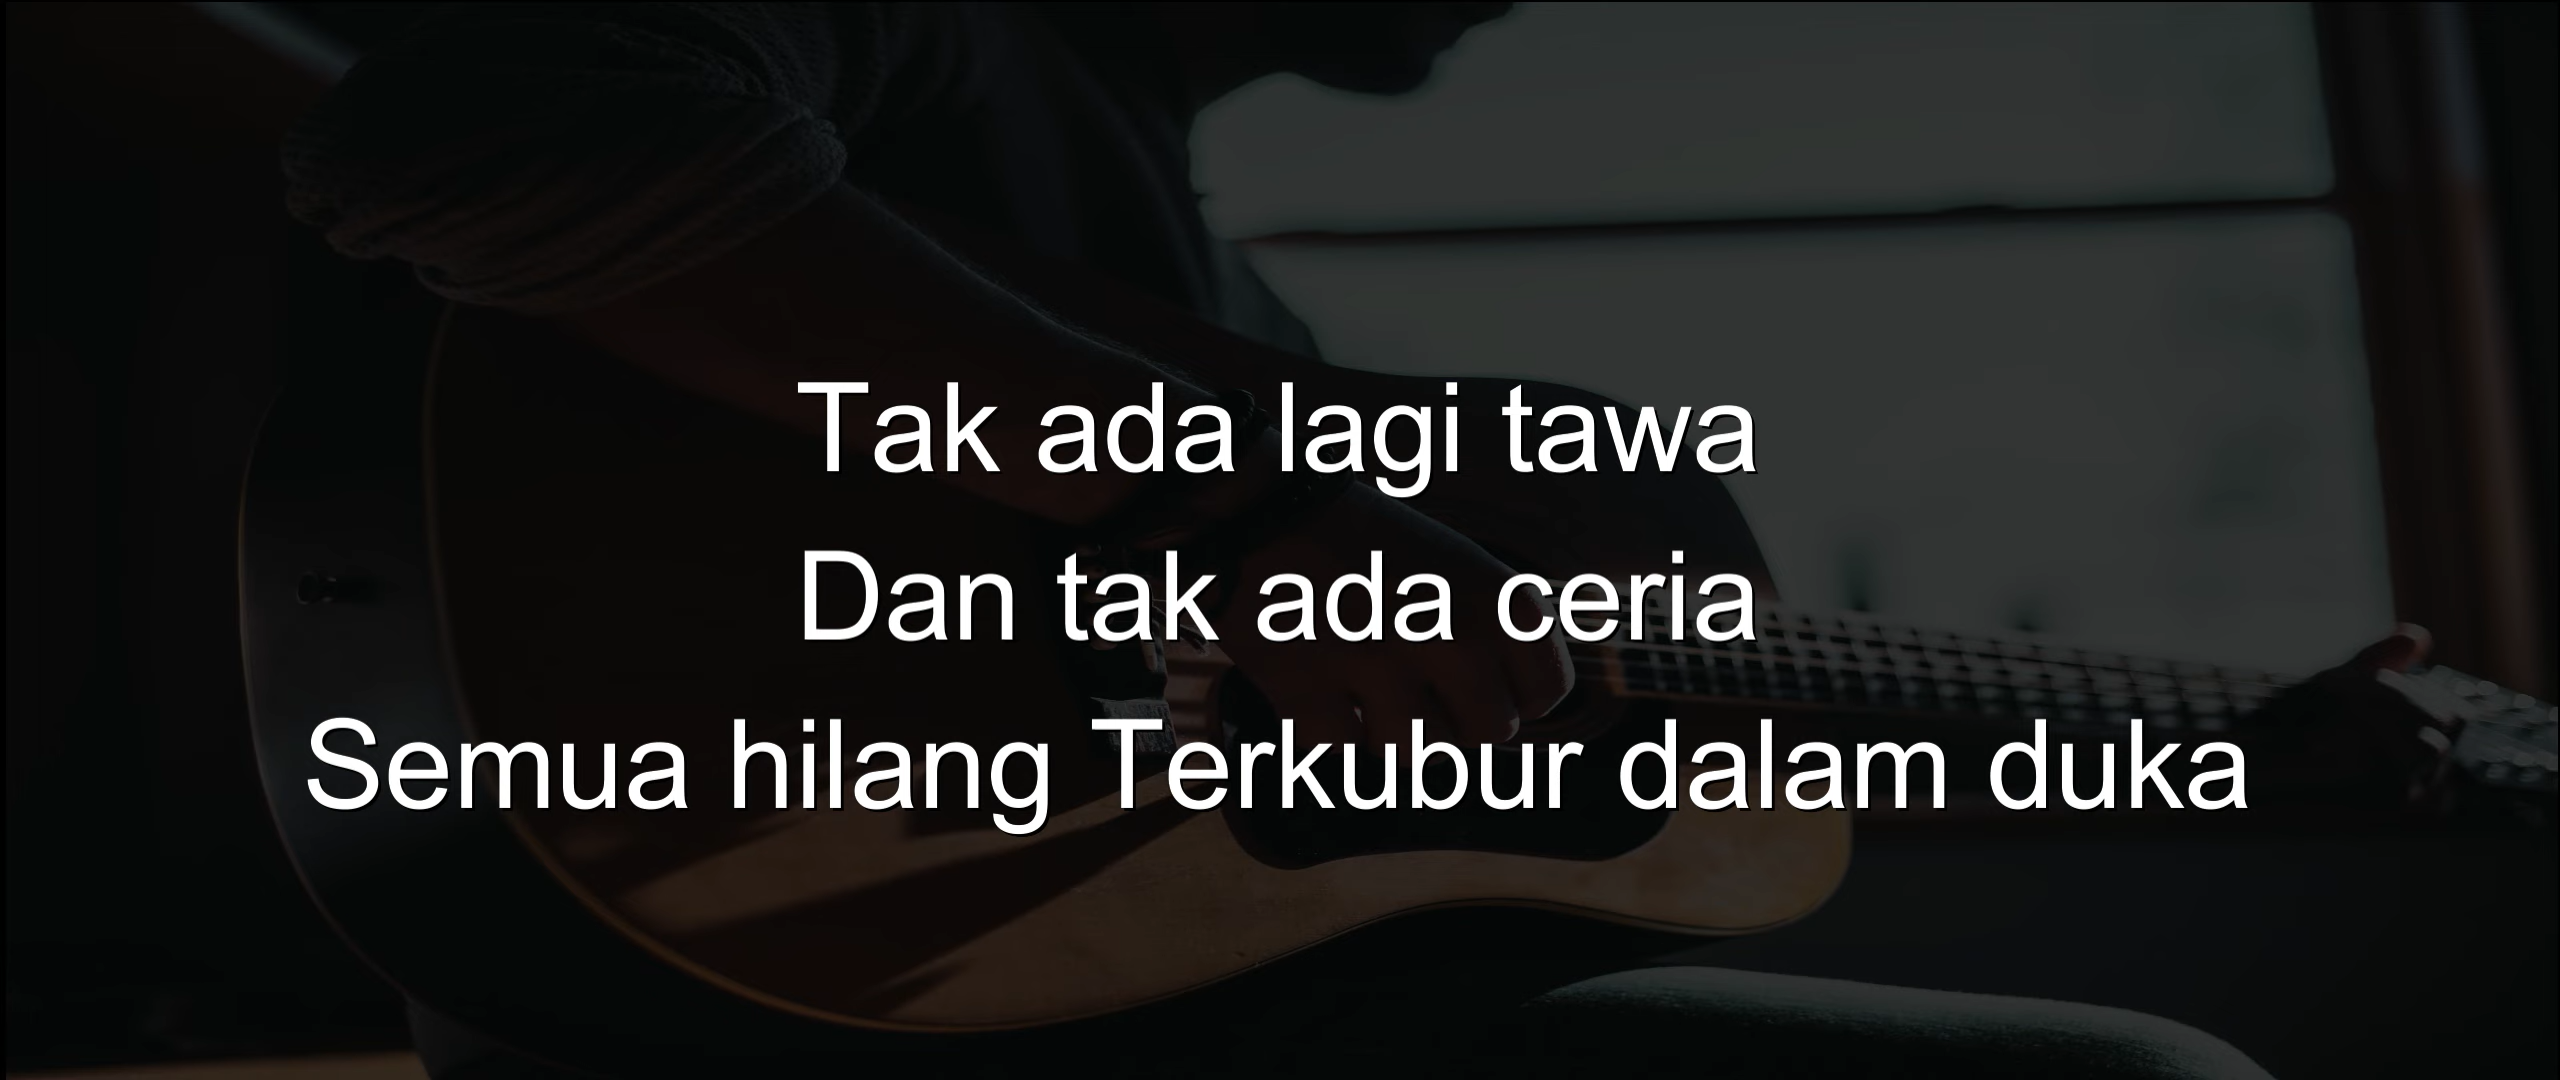 Tak ada lagi tawa
Dan tak ada ceria
Semua hilang Terkubur dalam duka